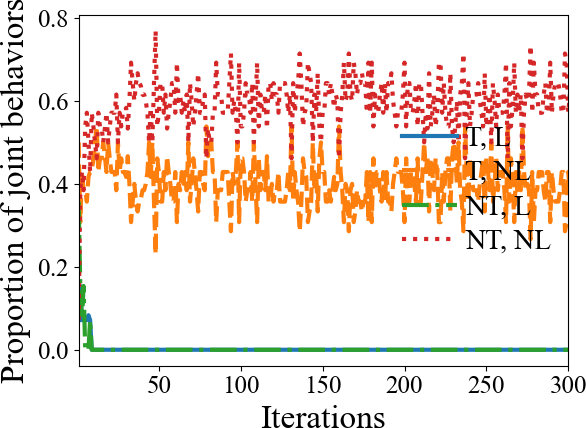 Proportion of joint behaviors
0.8
0.6
0.4
0.2
0.0
T, L
T, NL
NT, L
NT, NL
50
100
150
200
250
300
Iterations